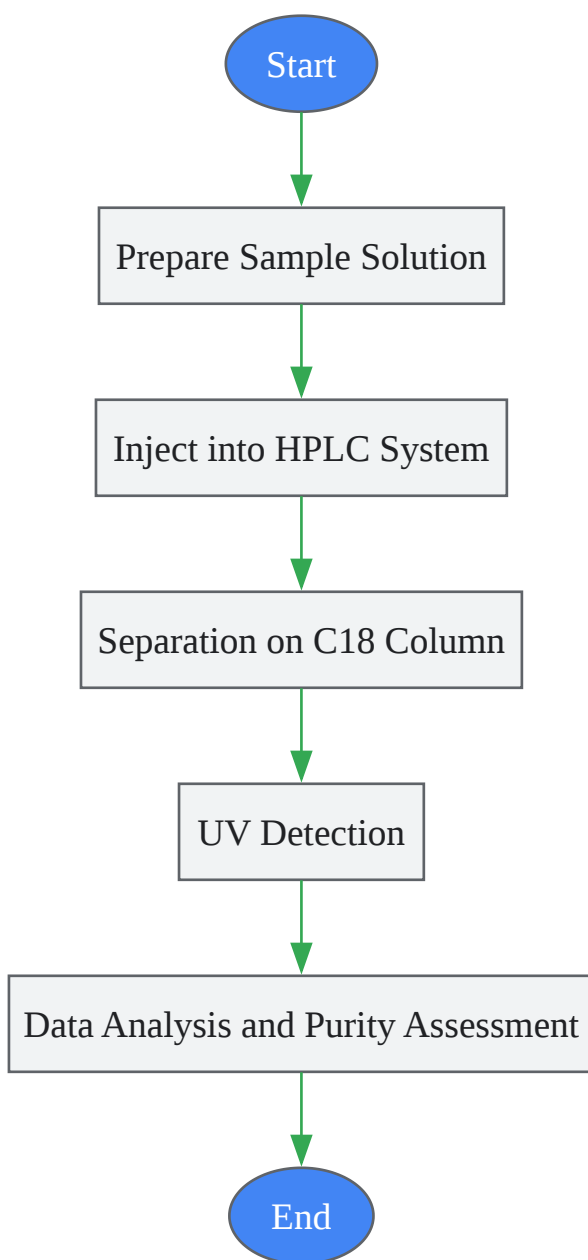 Start
Prepare Sample Solution
Inject into HPLC System
Separation on C18 Column
UV Detection
Data Analysis and Purity Assessment
End